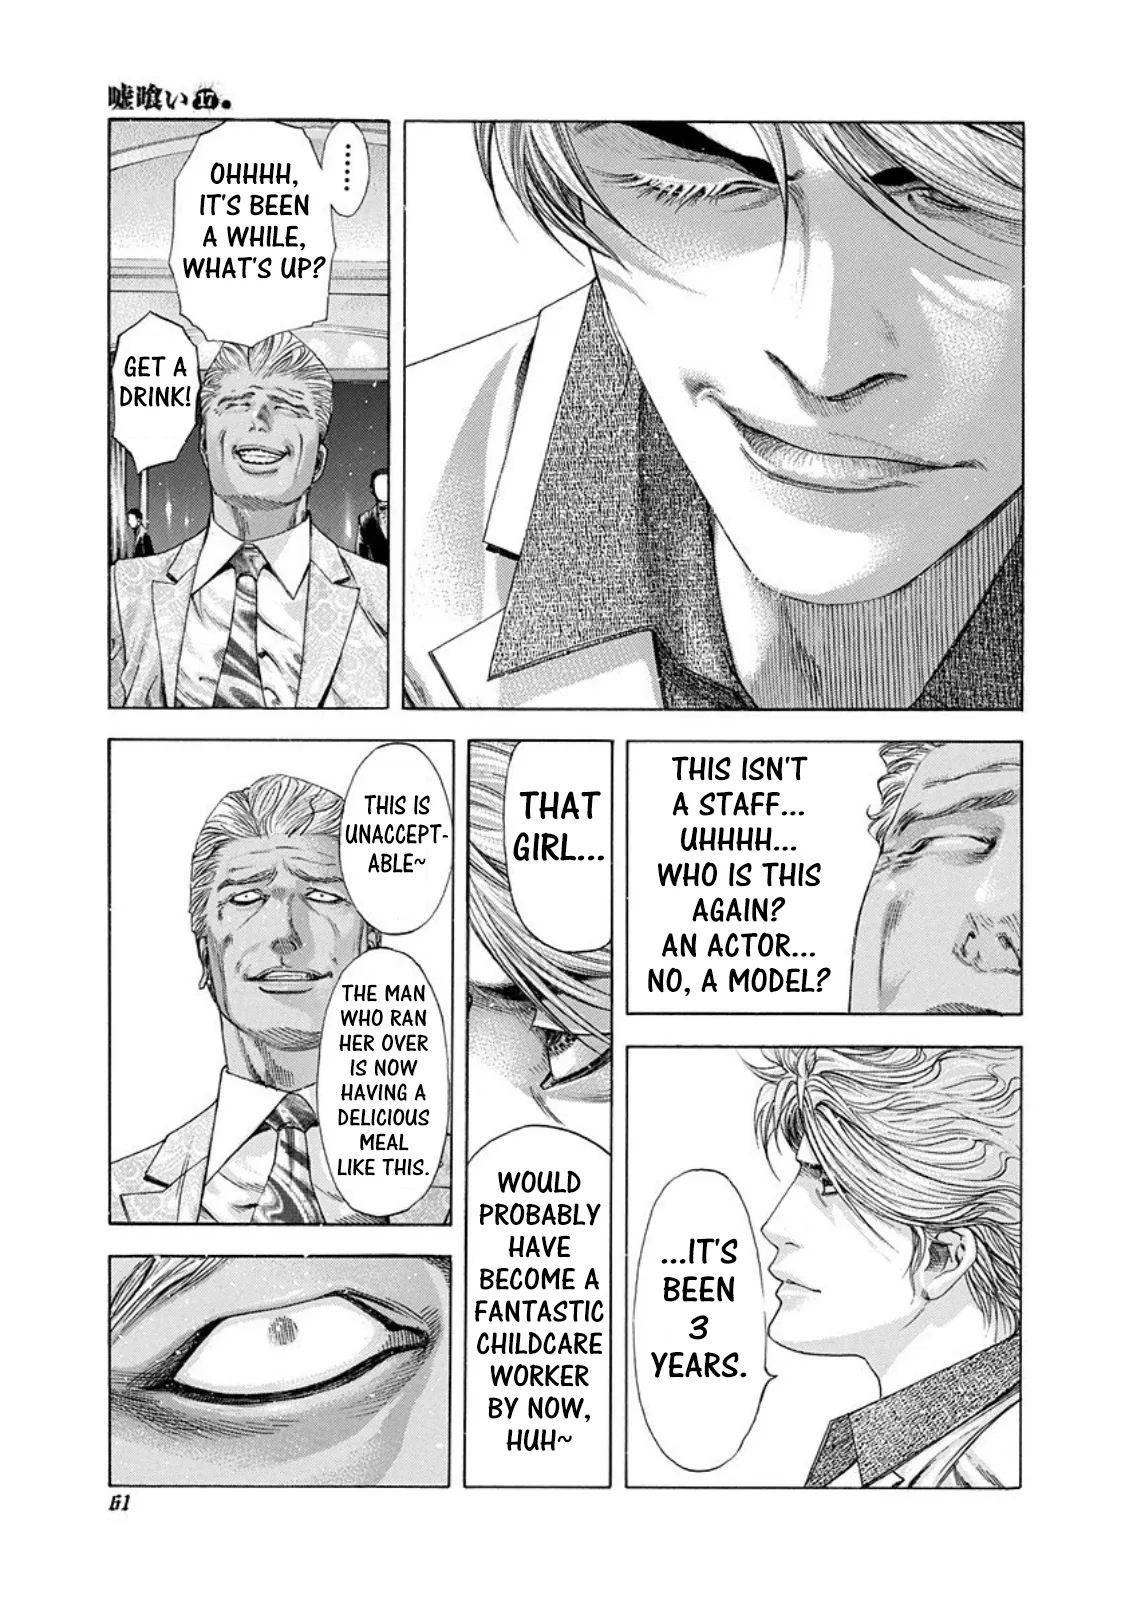 嘘喰い 17.
......
OHHHH,
IT'S BEEN
A WHILE,
WHAT'S UP?
GET A
DRINK!
THIS ISN'T
A STAFF...
UHHHH...
WHO IS THIS
AGAIN?
AN ACTOR...
NO, A MODEL?
...IT'S
BEEN
3
YEARS.
THAT
GIRL...
WOULD
PROBABLY
HAVE
BECOME A
FANTASTIC
CHILDCARE
WORKER
BY NOW,
HUH~
THIS IS
UNACCEPT-
ABLE~
THE MAN
WHO RAN
HER OVER
IS NOW
HAVING A
DELICIOUS
MEAL
LIKE THIS.
61